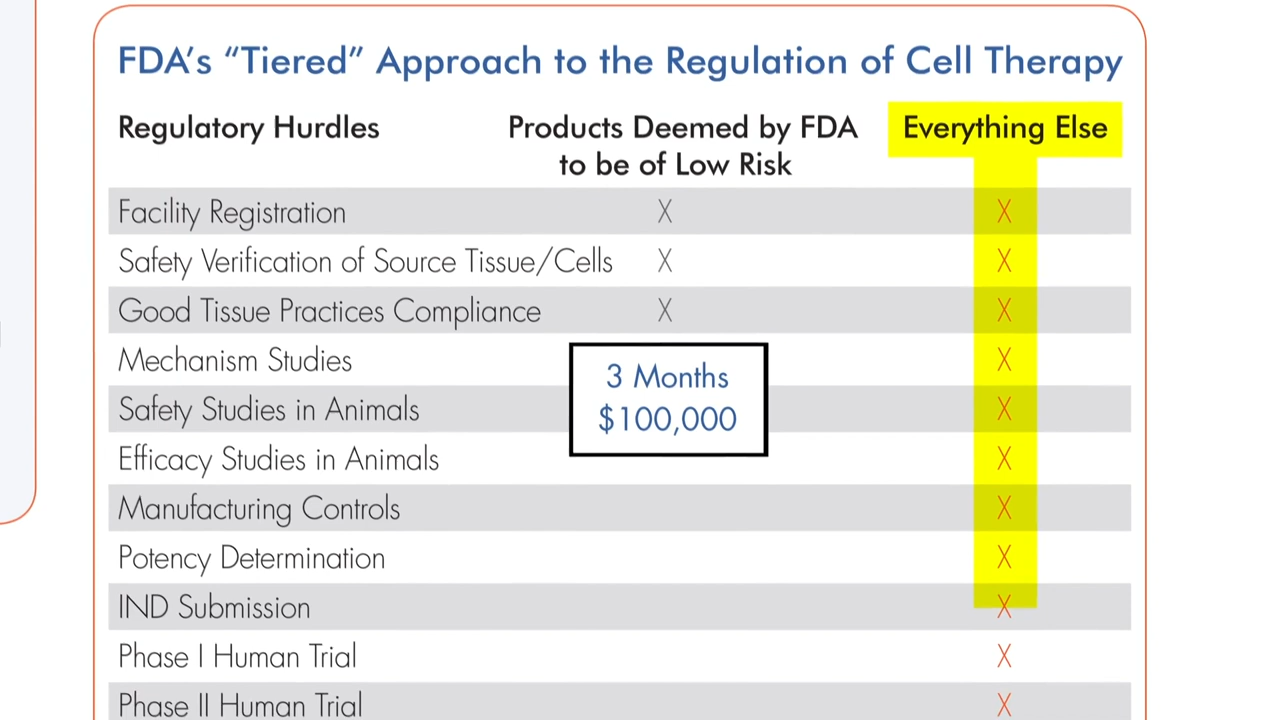 FDA's “Tiered” Approach to the Regulation of Cell Therapy
Regulatory Hurdles Products Deemed by FDA to be of Low Risk Everything Else
Facility Registration X X
Safety Verification of Source Tissue/Cells X X
Good Tissue Practices Compliance X X
Mechanism Studies X
3 Months
$100,000
Safety Studies in Animals X
Efficacy Studies in Animals X
Manufacturing Controls X
Potency Determination X
IND Submission X
Phase I Human Trial X
Phase II Human Trial X